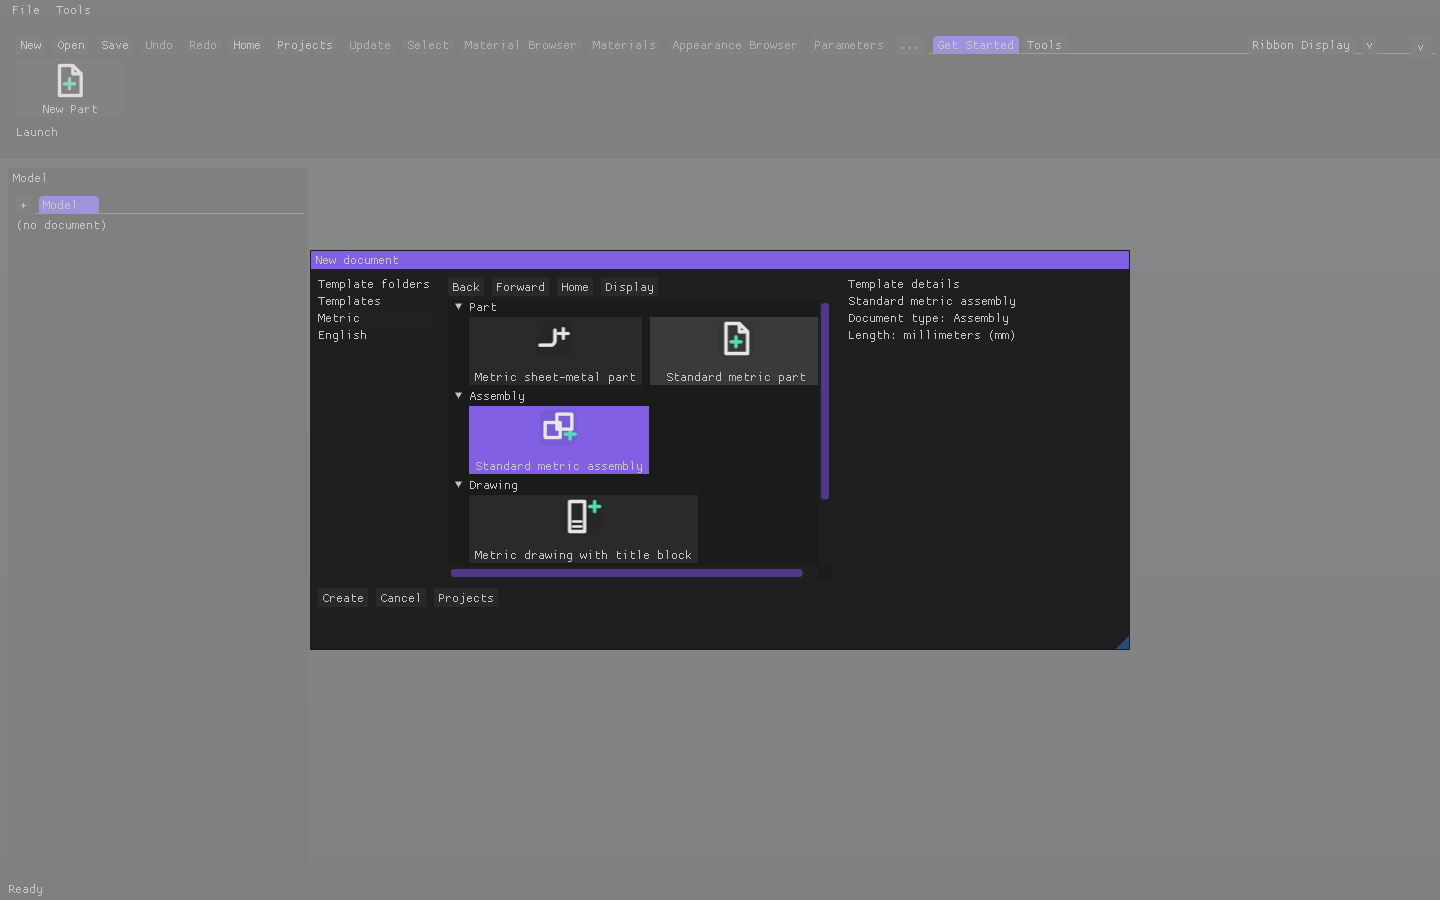 File Tools
New Open Save Undo Redo Home Projects Update Select Material Browser Materials Appearance Browser Parameters ... Get Started Tools Ribbon Display v v
New Part
Launch
Model
+ Model
(no document)
New document
Template folders
Templates
Metric
English
Back Forward Home Display
Part
Metric sheet-metal part Standard metric part
Assembly
Standard metric assembly
Drawing
Metric drawing with title block
Template details
Standard metric assembly
Document type: Assembly
Length: millimeters (mm)
Create Cancel Projects
Ready